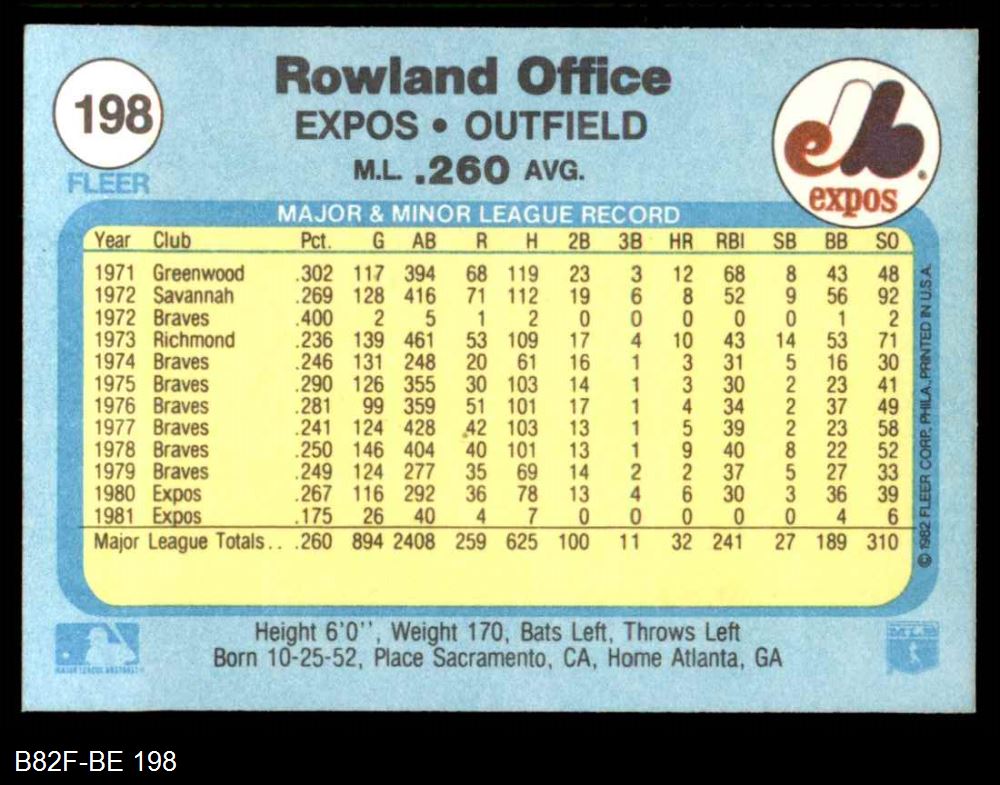 198
FLEER
Rowland Office
EXPOS • OUTFIELD
M.L. .260 AVG.
expos
MAJOR & MINOR LEAGUE RECORD
Year Club Pct. G AB R H 2B 3B HR RBI SB BB SO
1971 Greenwood .302 117 394 68 119 23 3 12 68 8 43 48
1972 Savannah .269 128 416 71 112 19 6 8 52 9 56 92
1972 Braves .400 2 5 1 2 0 0 0 0 0 1 2
1973 Richmond .236 139 461 53 109 17 4 10 43 14 53 71
1974 Braves .246 131 248 20 61 16 1 3 31 5 16 30
1975 Braves .290 126 355 30 103 14 1 3 30 2 23 41
1976 Braves .281 99 359 51 101 17 1 4 34 2 37 49
1977 Braves .241 124 428 42 103 13 1 5 39 2 23 58
1978 Braves .250 146 404 40 101 13 1 9 40 8 22 52
1979 Braves .249 124 277 35 69 14 2 2 37 5 27 33
1980 Expos .267 116 292 36 78 13 4 6 30 3 36 39
1981 Expos .175 26 40 4 7 0 0 0 0 0 4 6
Major League Totals.. .260 894 2408 259 625 100 11 32 241 27 189 310
© 1982 FLEER CORP. PHILA., PRINTED IN U.S.A.
Height 6'0'', Weight 170, Bats Left, Throws Left
Born 10-25-52, Place Sacramento, CA, Home Atlanta, GA
B82F-BE 198